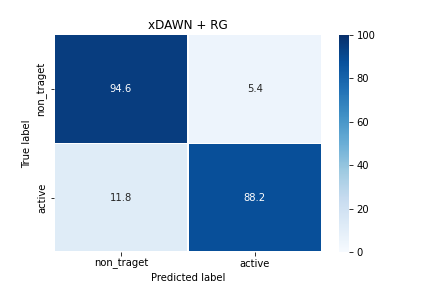 xDAWN + RG
non_traget
active
True label
94.6
5.4
11.8
88.2
non_traget
active
Predicted label
100
80
60
40
20
0